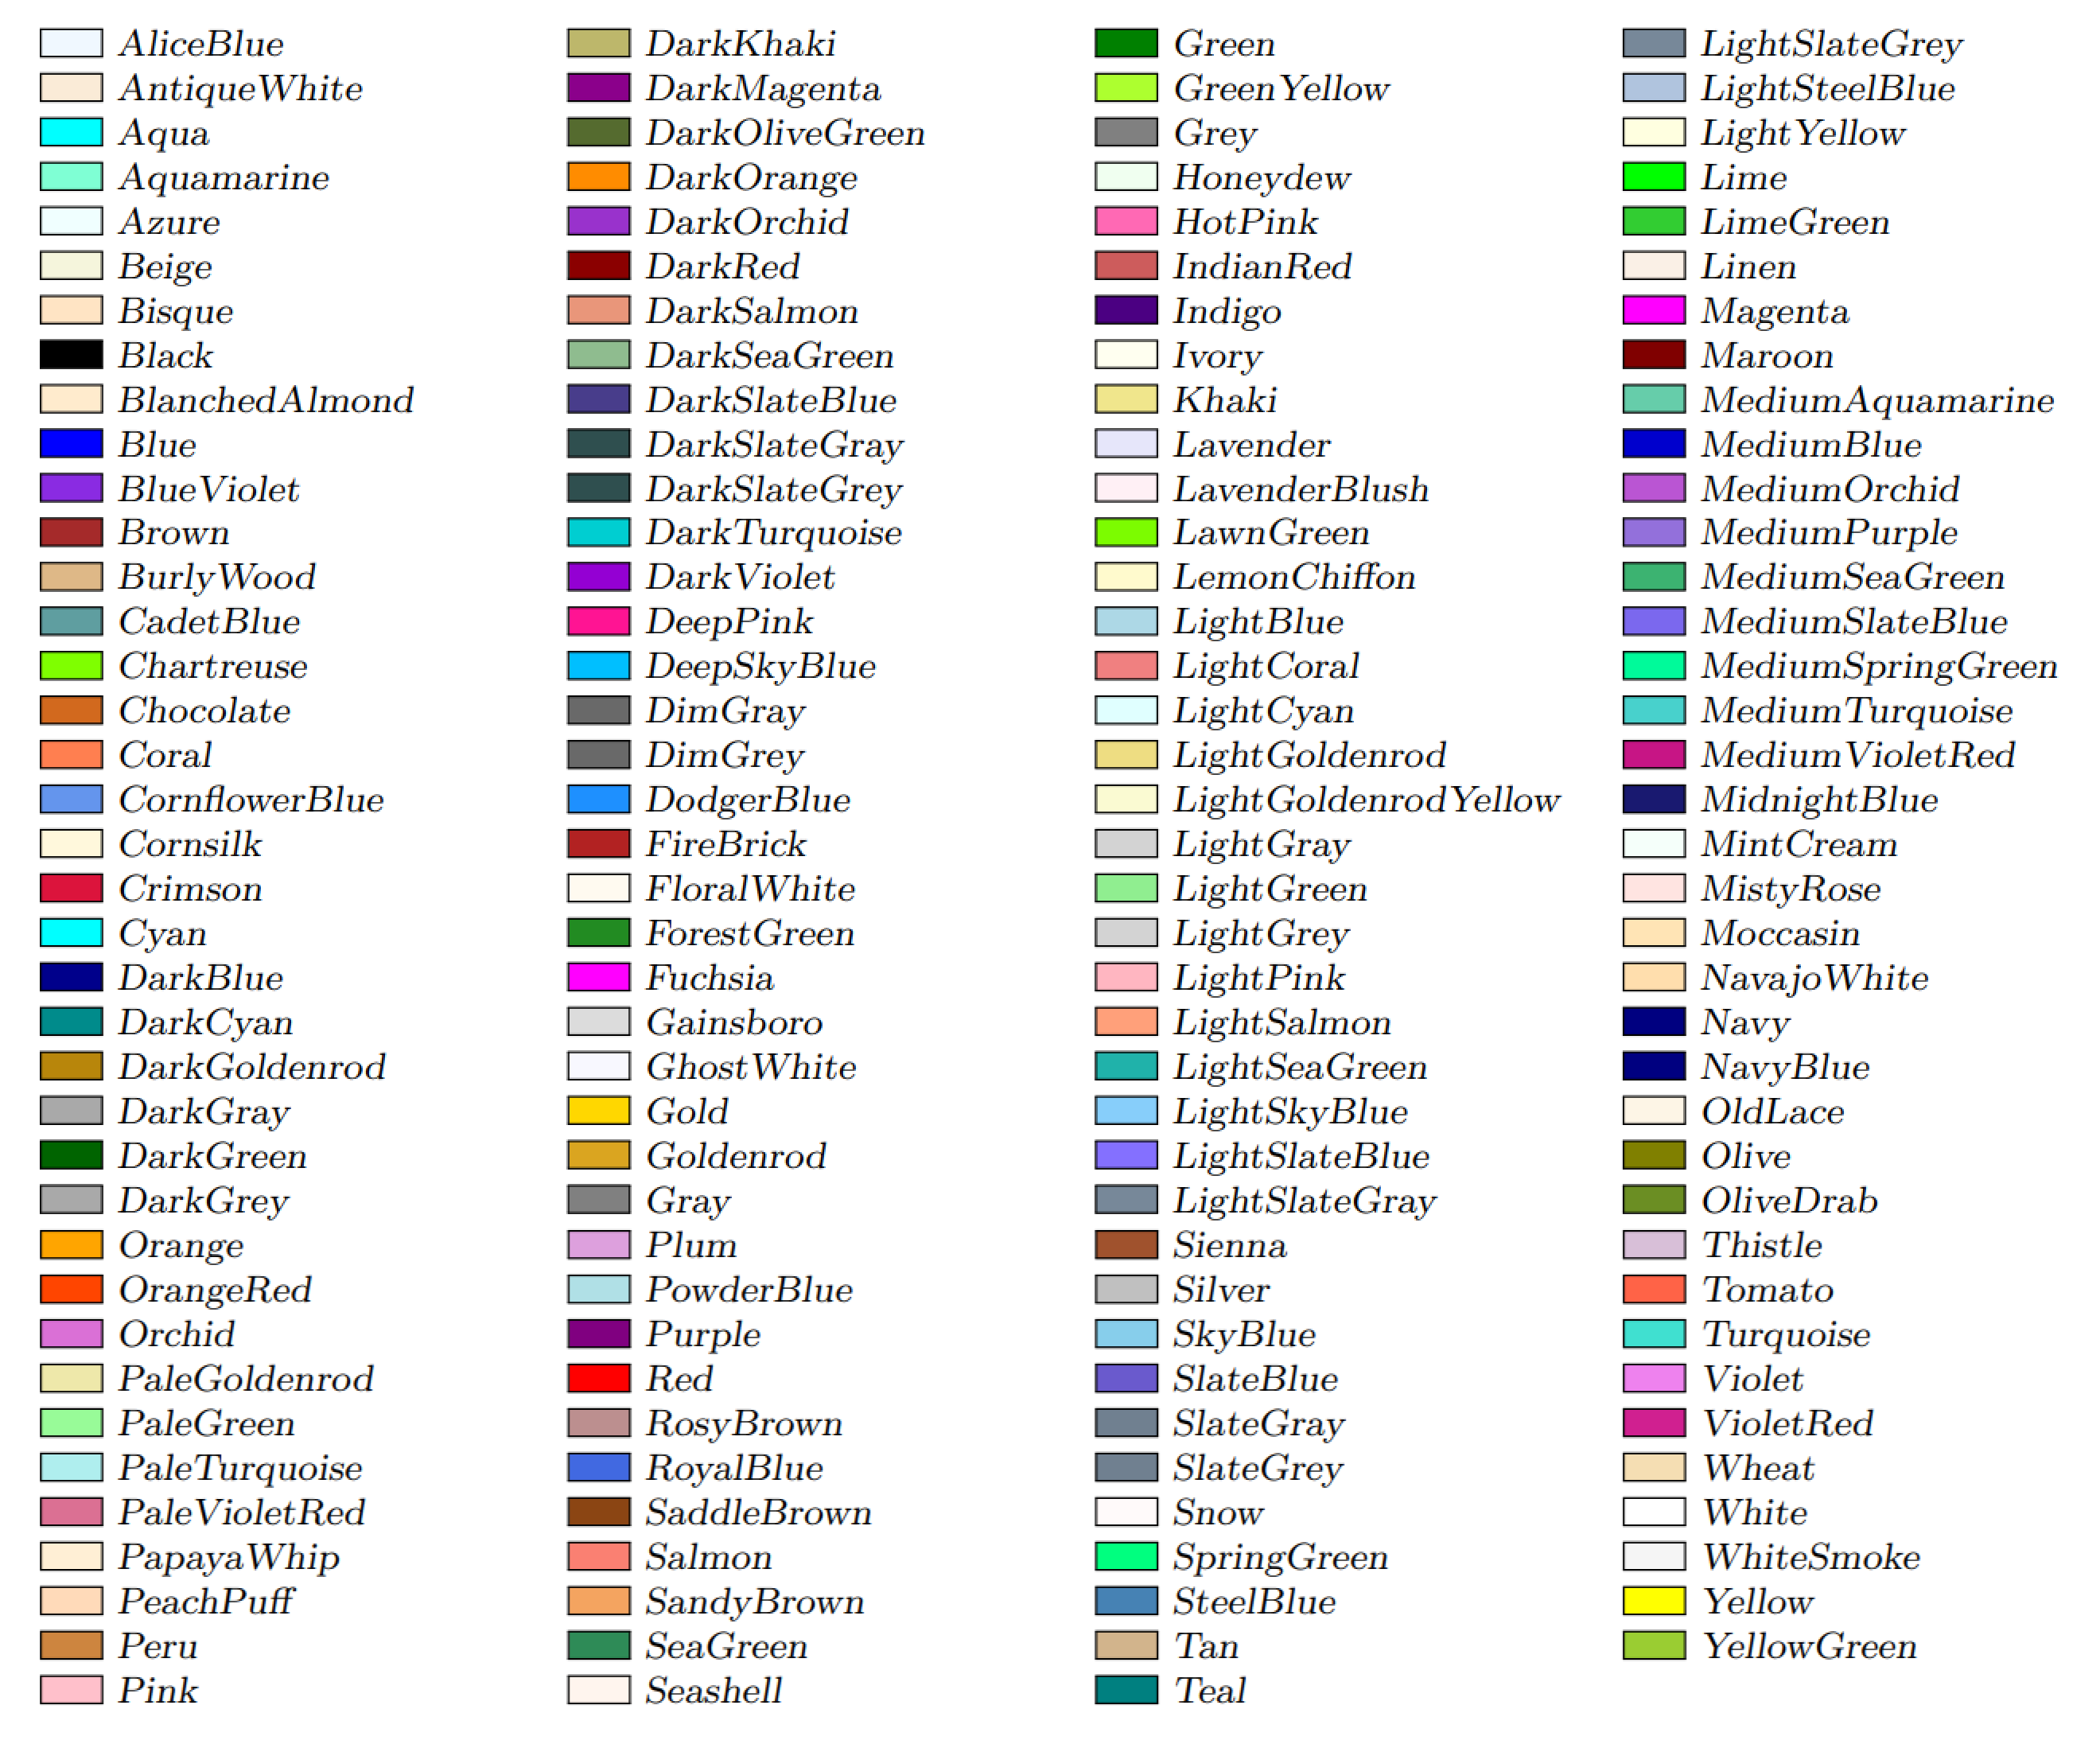 AliceBlue
AntiqueWhite
Aqua
Aquamarine
Azure
Beige
Bisque
Black
BlanchedAlmond
Blue
BlueViolet
Brown
BurlyWood
CadetBlue
Chartreuse
Chocolate
Coral
CornflowerBlue
Cornsilk
Crimson
Cyan
DarkBlue
DarkCyan
DarkGoldenrod
DarkGray
DarkGreen
DarkGrey
Orange
OrangeRed
Orchid
PaleGoldenrod
PaleGreen
PaleTurquoise
PaleVioletRed
PapayaWhip
PeachPuff
Peru
Pink
DarkKhaki
DarkMagenta
DarkOliveGreen
DarkOrange
DarkOrchid
DarkRed
DarkSalmon
DarkSeaGreen
DarkSlateBlue
DarkSlateGray
DarkSlateGrey
DarkTurquoise
DarkViolet
DeepPink
DeepSkyBlue
DimGray
DimGrey
DodgerBlue
FireBrick
FloralWhite
ForestGreen
Fuchsia
Gainsboro
GhostWhite
Gold
Goldenrod
Gray
Plum
PowderBlue
Purple
Red
RosyBrown
RoyalBlue
SaddleBrown
Salmon
SandyBrown
SeaGreen
Seashell
Green
GreenYellow
Grey
Honeydew
HotPink
IndianRed
Indigo
Ivory
Khaki
Lavender
LavenderBlush
LawnGreen
LemonChiffon
LightBlue
LightCoral
LightCyan
LightGoldenrod
LightGoldenrodYellow
LightGray
LightGreen
LightGrey
LightPink
LightSalmon
LightSeaGreen
LightSkyBlue
LightSlateBlue
LightSlateGray
Sienna
Silver
SkyBlue
SlateBlue
SlateGray
SlateGrey
Snow
SpringGreen
SteelBlue
Tan
Teal
LightSlateGrey
LightSteelBlue
LightYellow
Lime
LimeGreen
Linen
Magenta
Maroon
MediumAquamarine
MediumBlue
MediumOrchid
MediumPurple
MediumSeaGreen
MediumSlateBlue
MediumSpringGreen
MediumTurquoise
MediumVioletRed
MidnightBlue
MintCream
MistyRose
Moccasin
NavajoWhite
Navy
NavyBlue
OldLace
Olive
OliveDrab
Thistle
Tomato
Turquoise
Violet
VioletRed
Wheat
White
WhiteSmoke
Yellow
YellowGreen